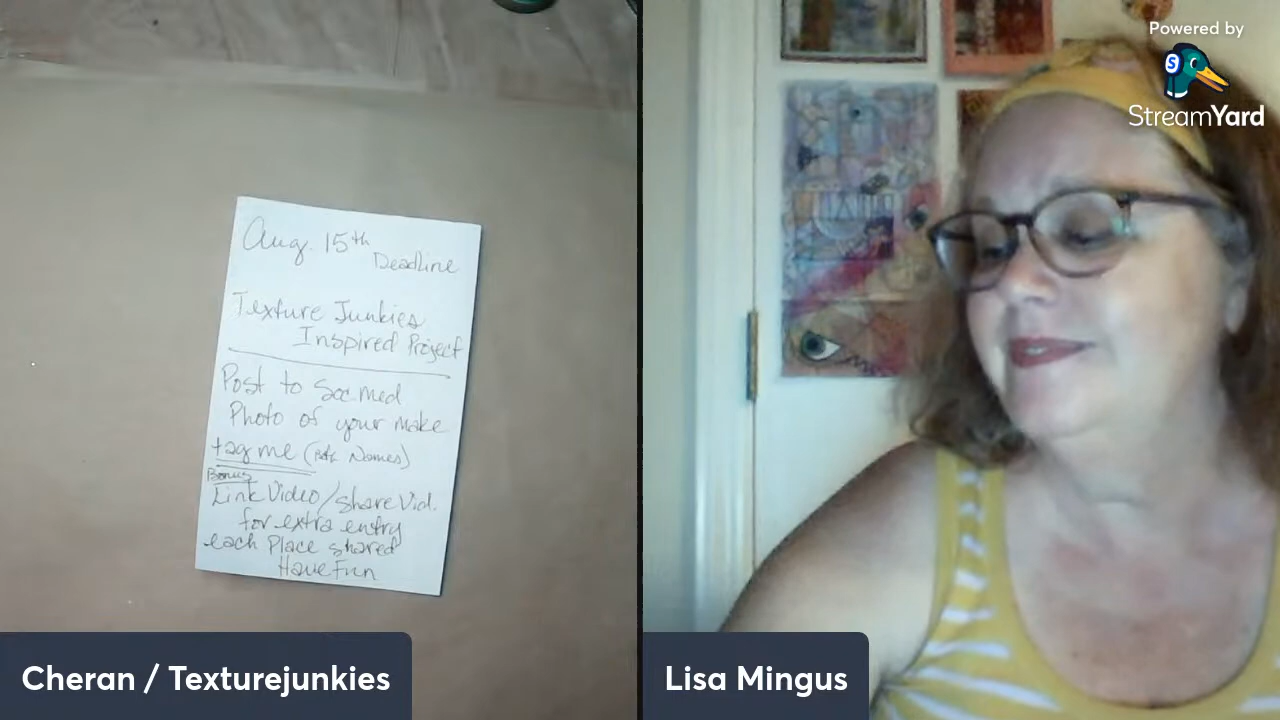 Aug. 15th
Deadline
Texture Junkies
Inspired Project
Post to Soc Med
Photo of your make
tag me ( Names)
Bonus
Link Video/Share Vid.
for extra entry
each Place shared
Have Fun
Cheran / Texturejunkies
Powered by
StreamYard
Lisa Mingus